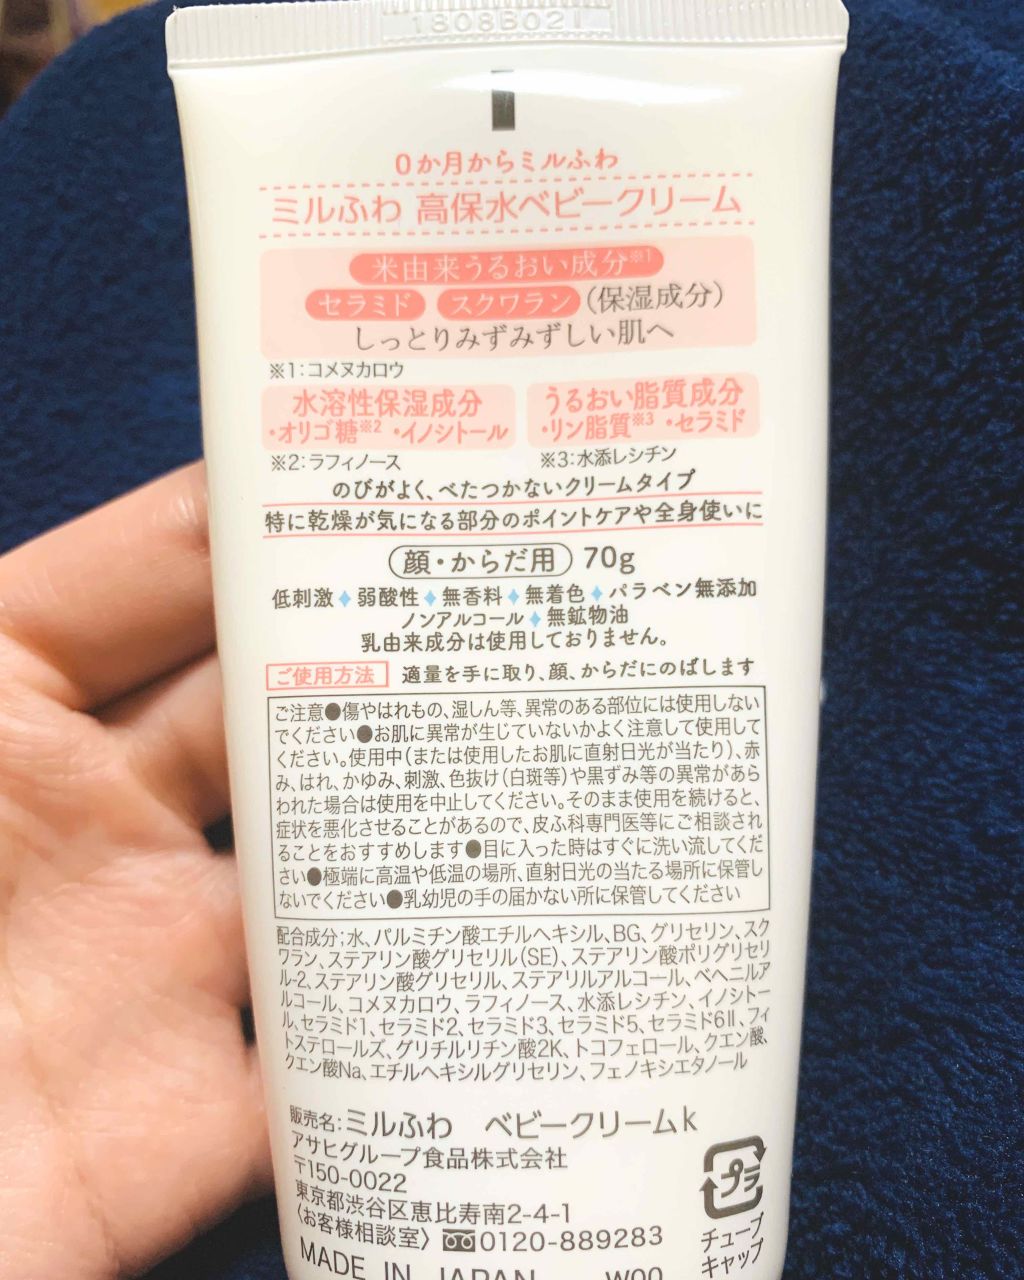 1808B021
0か月からミルふわ
ミルふわ 高保水ベビークリーム
米由来うるおい成分※1
セラミド スクワラン (保湿成分)
しっとりみずみずしい肌へ
※1:コメヌカロウ
水溶性保湿成分
・オリゴ糖※2 ・イノシトール
※2:ラフィノース
うるおい脂質成分
・リン脂質※3 ・セラミド
※3:水添レシチン
のびがよく、べたつかないクリームタイプ
特に乾燥が気になる部分のポイントケアや全身使いに
顔・からだ用 70g
低刺激♦弱酸性♦無香料♦無着色♦パラベン無添加
ノンアルコール♦無鉱物油
乳由来成分は使用しておりません。
ご使用方法 適量を手に取り、顔、からだにのばします
ご注意●傷やはれもの、湿しん等、異常のある部位には使用しない
でください●お肌に異常が生じていないかよく注意して使用して
ください。使用中(または使用したお肌に直射日光が当たり)、赤
み、はれ、かゆみ、刺激、色抜け(白斑等)や黒ずみ等の異常があら
われた場合は使用を中止してください。そのまま使用を続けると、
症状を悪化させることがあるので、皮ふ科専門医等にご相談され
ることをおすすめします●目に入った時はすぐに洗い流してくだ
さい●極端に高温や低温の場所、直射日光の当たる場所に保管し
ないでください●乳幼児の手の届かない所に保管してください
配合成分;水、パルミチン酸エチルヘキシル、BG、グリセリン、スク
ワラン、ステアリン酸グリセリル(SE)、ステアリン酸ポリグリセリ
ル-2、ステアリン酸グリセリル、ステアリルアルコール、ベヘニルア
ルコール、コメヌカロウ、ラフィノース、水添レシチン、イノシトー
ル、セラミド1、セラミド2、セラミド3、セラミド5、セラミド6Ⅱ、フィ
トステロールズ、グリチルリチン酸2K、トコフェロール、クエン酸、
クエン酸Na、エチルヘキシルグリセリン、フェノキシエタノール
販売名:ミルふわ ベビークリームk
アサヒグループ食品株式会社
〒150-0022
東京都渋谷区恵比寿南2-4-1
〈お客様相談室〉 0120-889283
MADE IN JAPAN W00
プラ
チューブ
キャップ